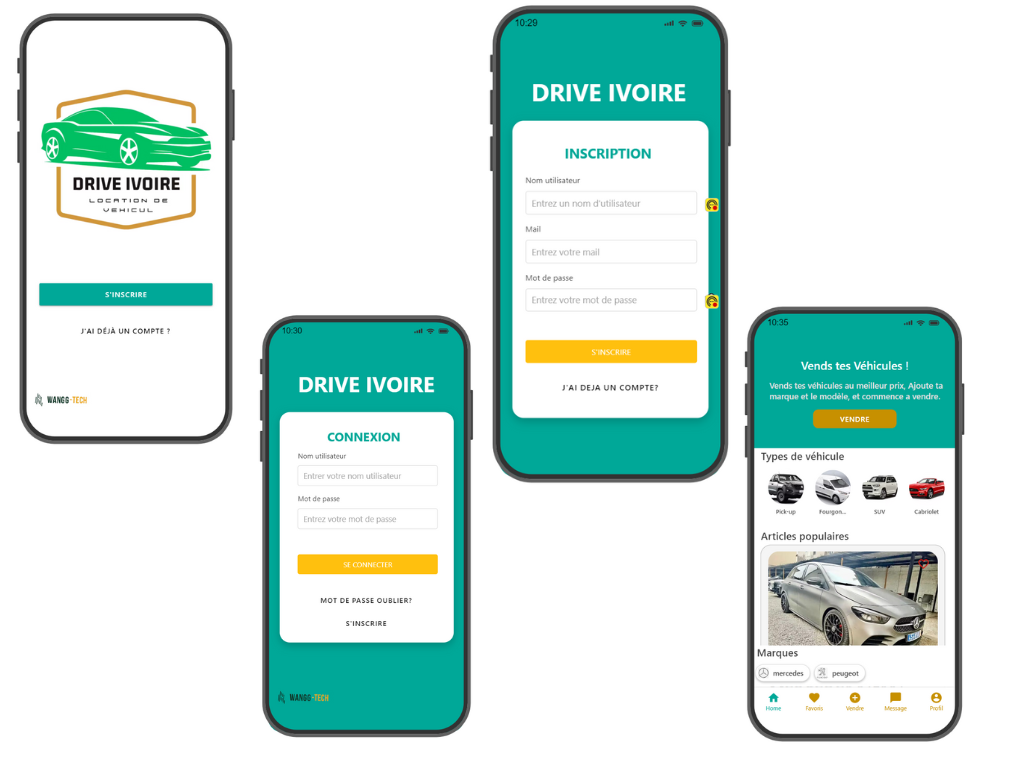 DRIVE IVOIRE
LOCATION DE
VEHICUL
S'INSCRIRE
J'AI DÉJÀ UN COMPTE ?
WANGG-TECH
10:30
DRIVE IVOIRE
CONNEXION
Nom utilisateur
Entrer votre nom utilisateur
Mot de passe
Entrez votre mot de passe
SE CONNECTER
MOT DE PASSE OUBLIER?
S'INSCRIRE
WANGG-TECH
10:29
DRIVE IVOIRE
INSCRIPTION
Nom utilisateur
Entrez un nom d'utilisateur
Mail
Entrez votre mail
Mot de passe
Entrez votre mot de passe
S'INSCRIRE
J'AI DEJA UN COMPTE?
10:35
Vends tes Véhicules !
Vends tes véhicules au meilleur prix, Ajoute ta
marque et le modèle, et commence a vendre.
VENDRE
Types de véhicule
Pick-up
Fourgon...
SUV
Cabriolet
Articles populaires
Marques
mercedes
peugeot
Home
Favoris
Vendre
Message
Profil